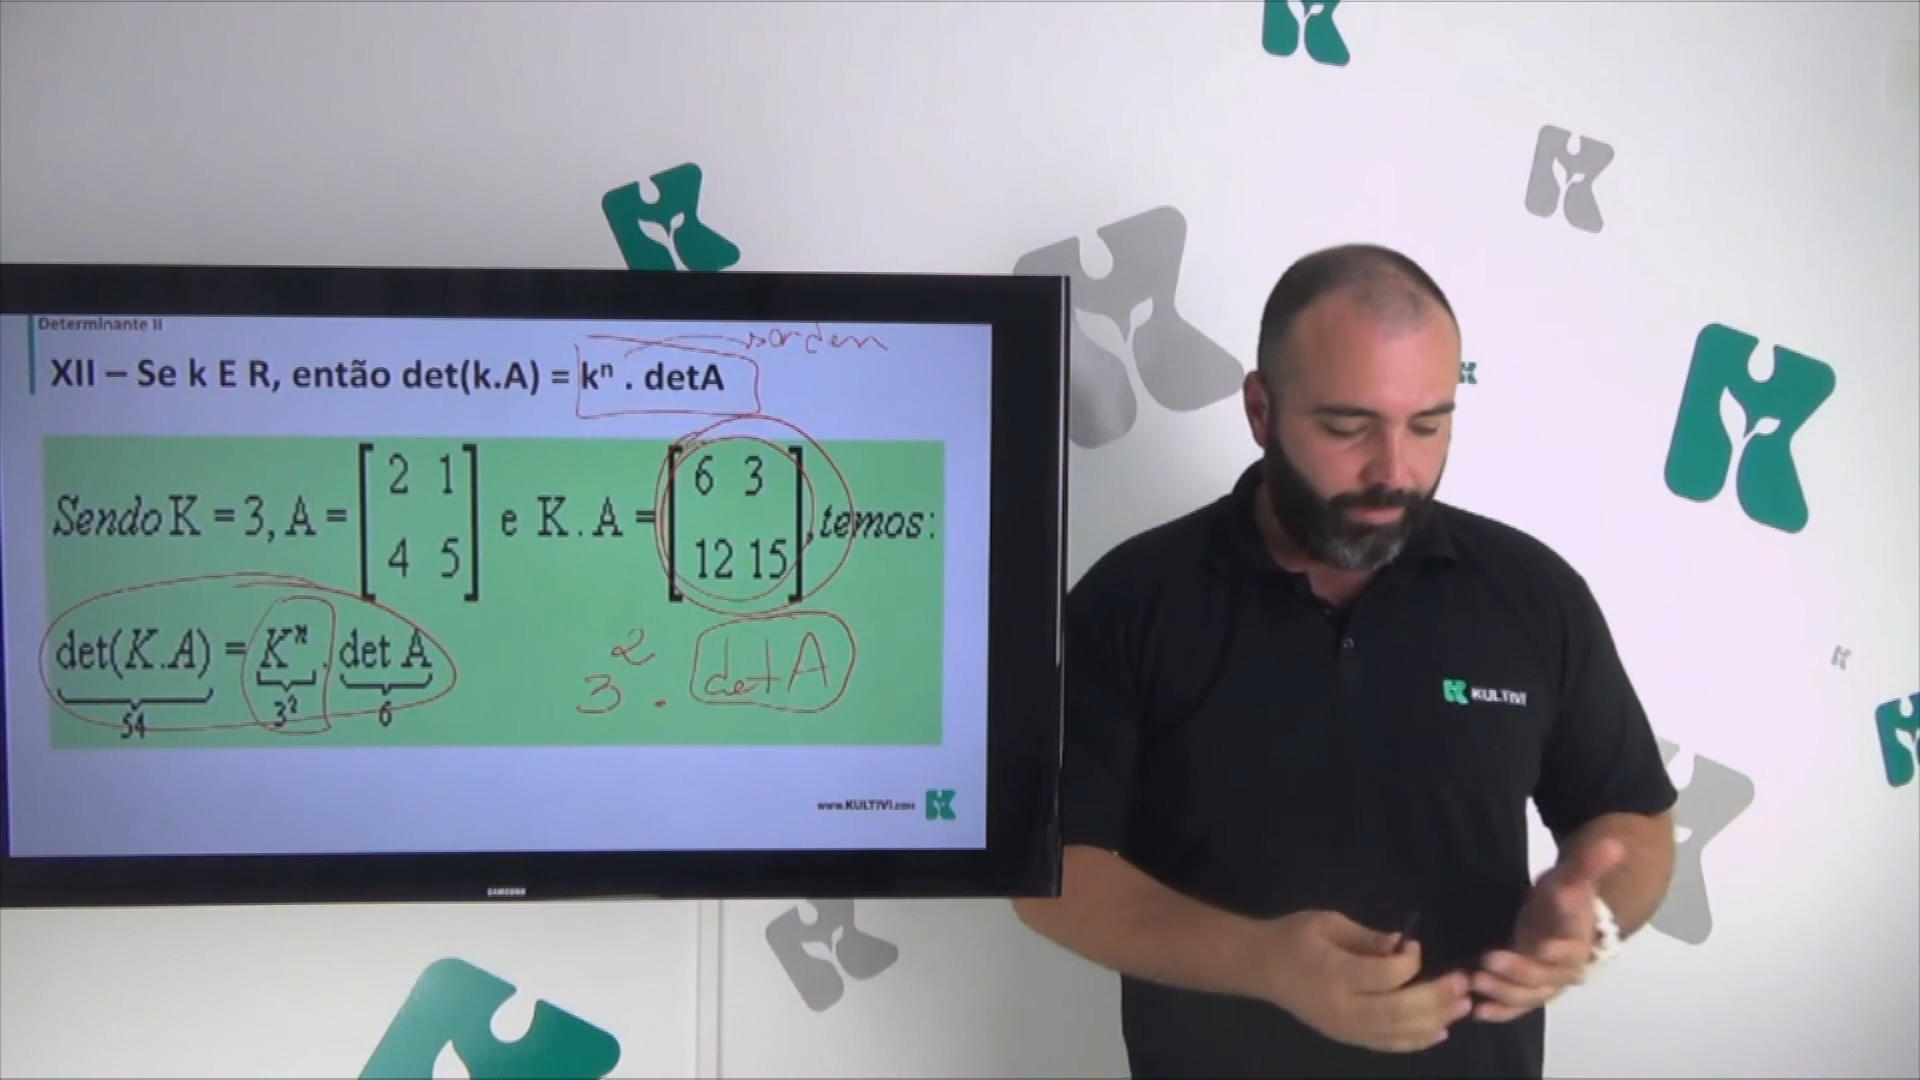 Determinante II
ordem
XII – Se k E R, então det(k.A) = kⁿ . detA
Sendo K = 3, A = [2 1
4 5] e K.A = [6 3
12 15], temos:
det(K.A) = Kⁿ . det A
54 3² 6
3² . det A
www.KULTIVI.com
SAMSUNG
KULTIVI